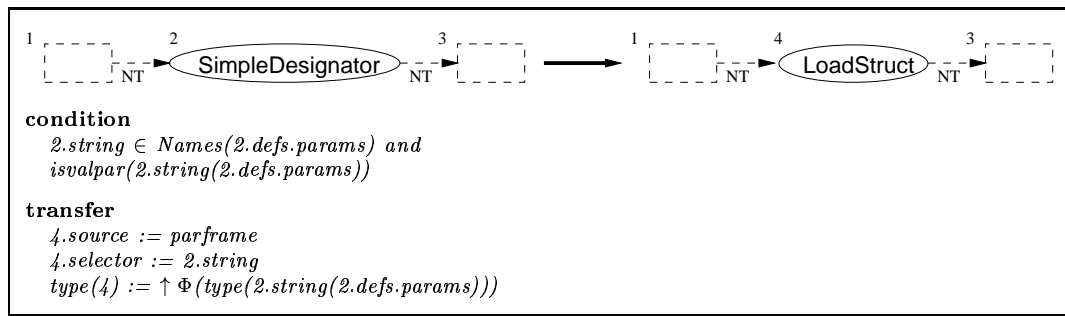 1 2 3 1 4 3
SimpleDesignator LoadStruct
NT NT NT NT
condition
2.string ∈ Names(2.defs.params) and
isvalpar(2.string(2.defs.params))
transfer
4.source := parframe
4.selector := 2.string
type(4) := ↑ Φ(type(2.string(2.defs.params)))